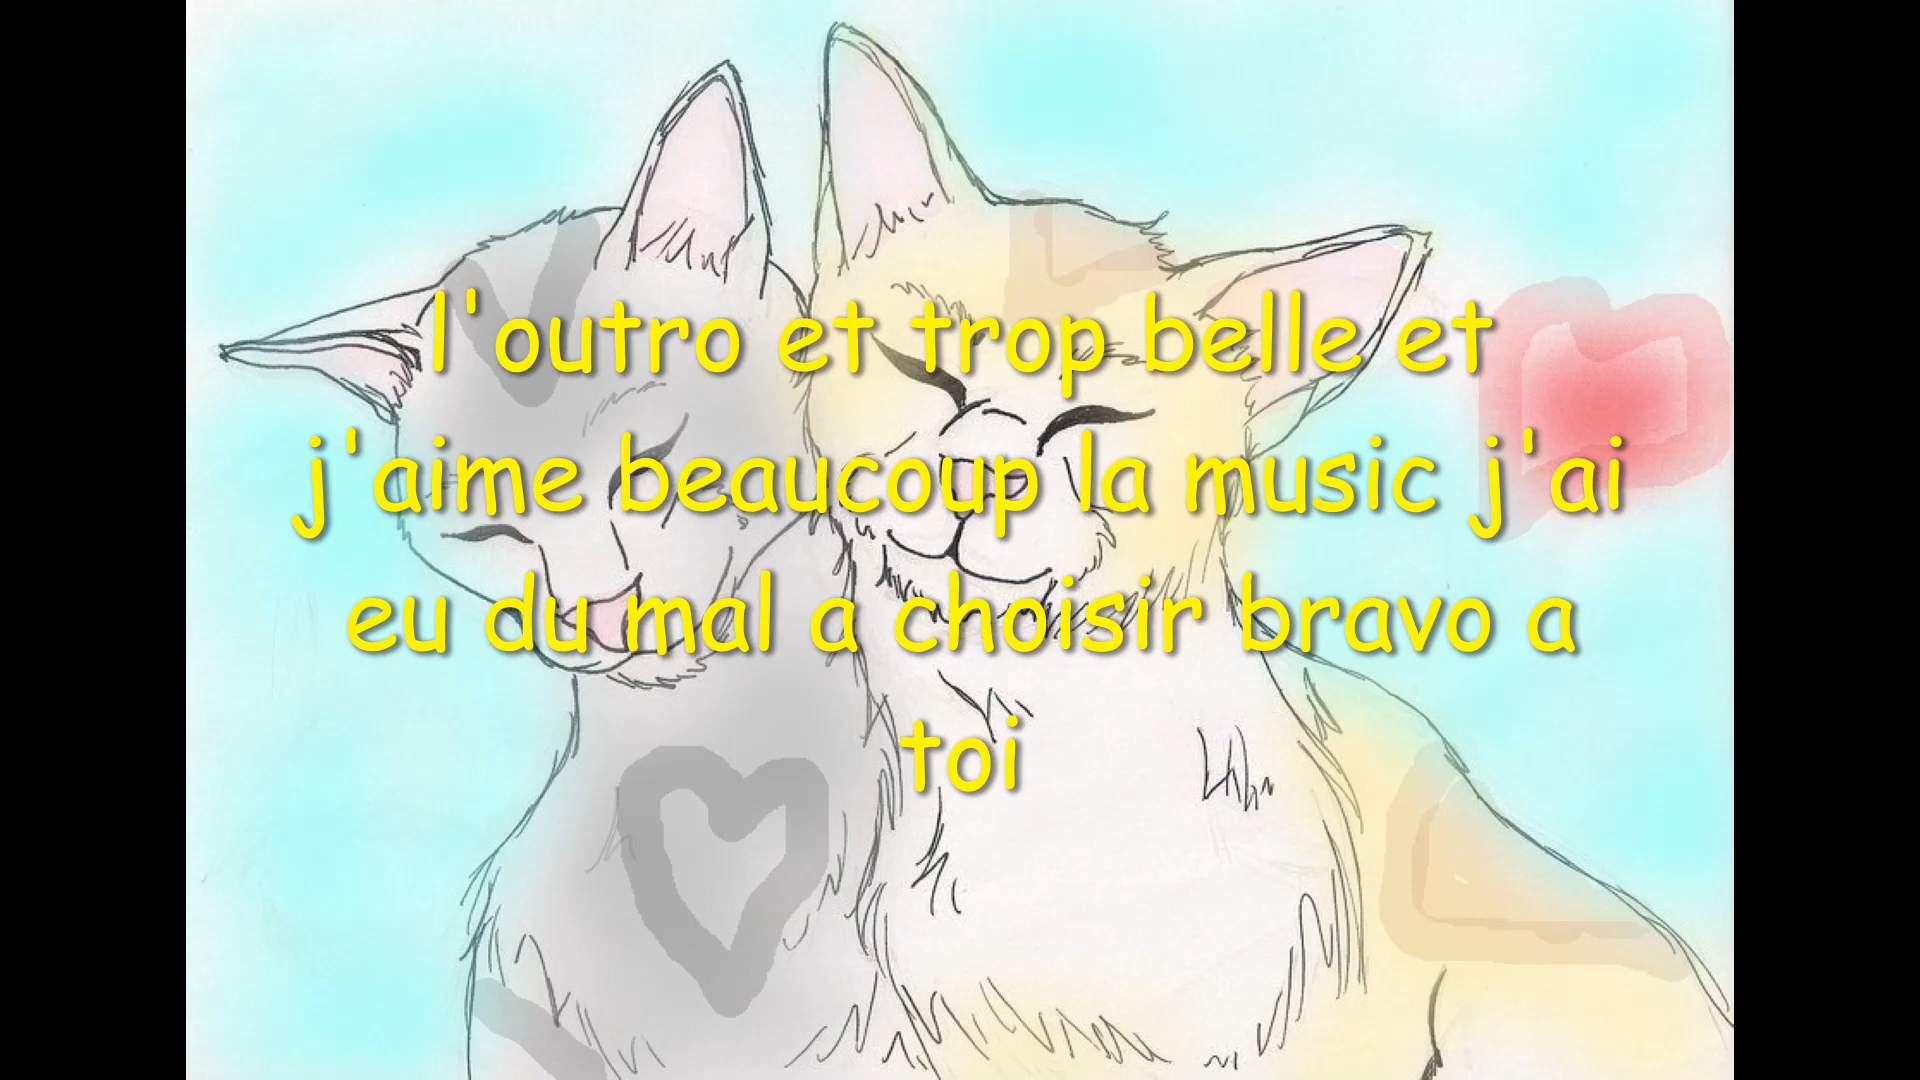 l'outro et trop belle et
j'aime beaucoup la music j'ai
eu du mal a choisir bravo a
toi